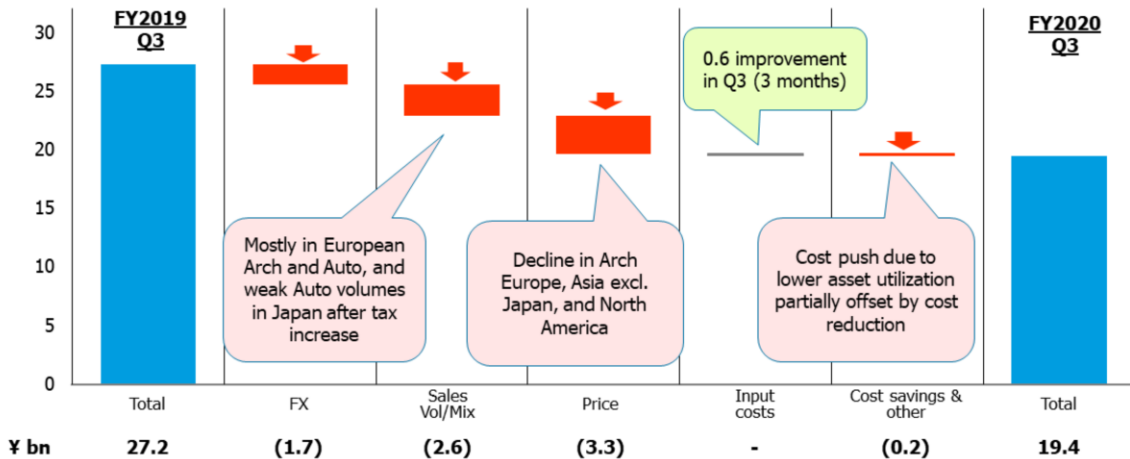 FY2019
Q3
FY2020
Q3
30
25
20
15
10
5
0
0.6 improvement
in Q3 (3 months)
Mostly in European
Arch and Auto, and
weak Auto volumes
in Japan after tax
increase
Decline in Arch
Europe, Asia excl.
Japan, and North
America
Cost push due to
lower asset utilization
partially offset by cost
reduction
Total
FX
Sales
Vol/Mix
Price
Input
costs
Cost savings &
other
Total
¥ bn 27.2 (1.7) (2.6) (3.3) - (0.2) 19.4